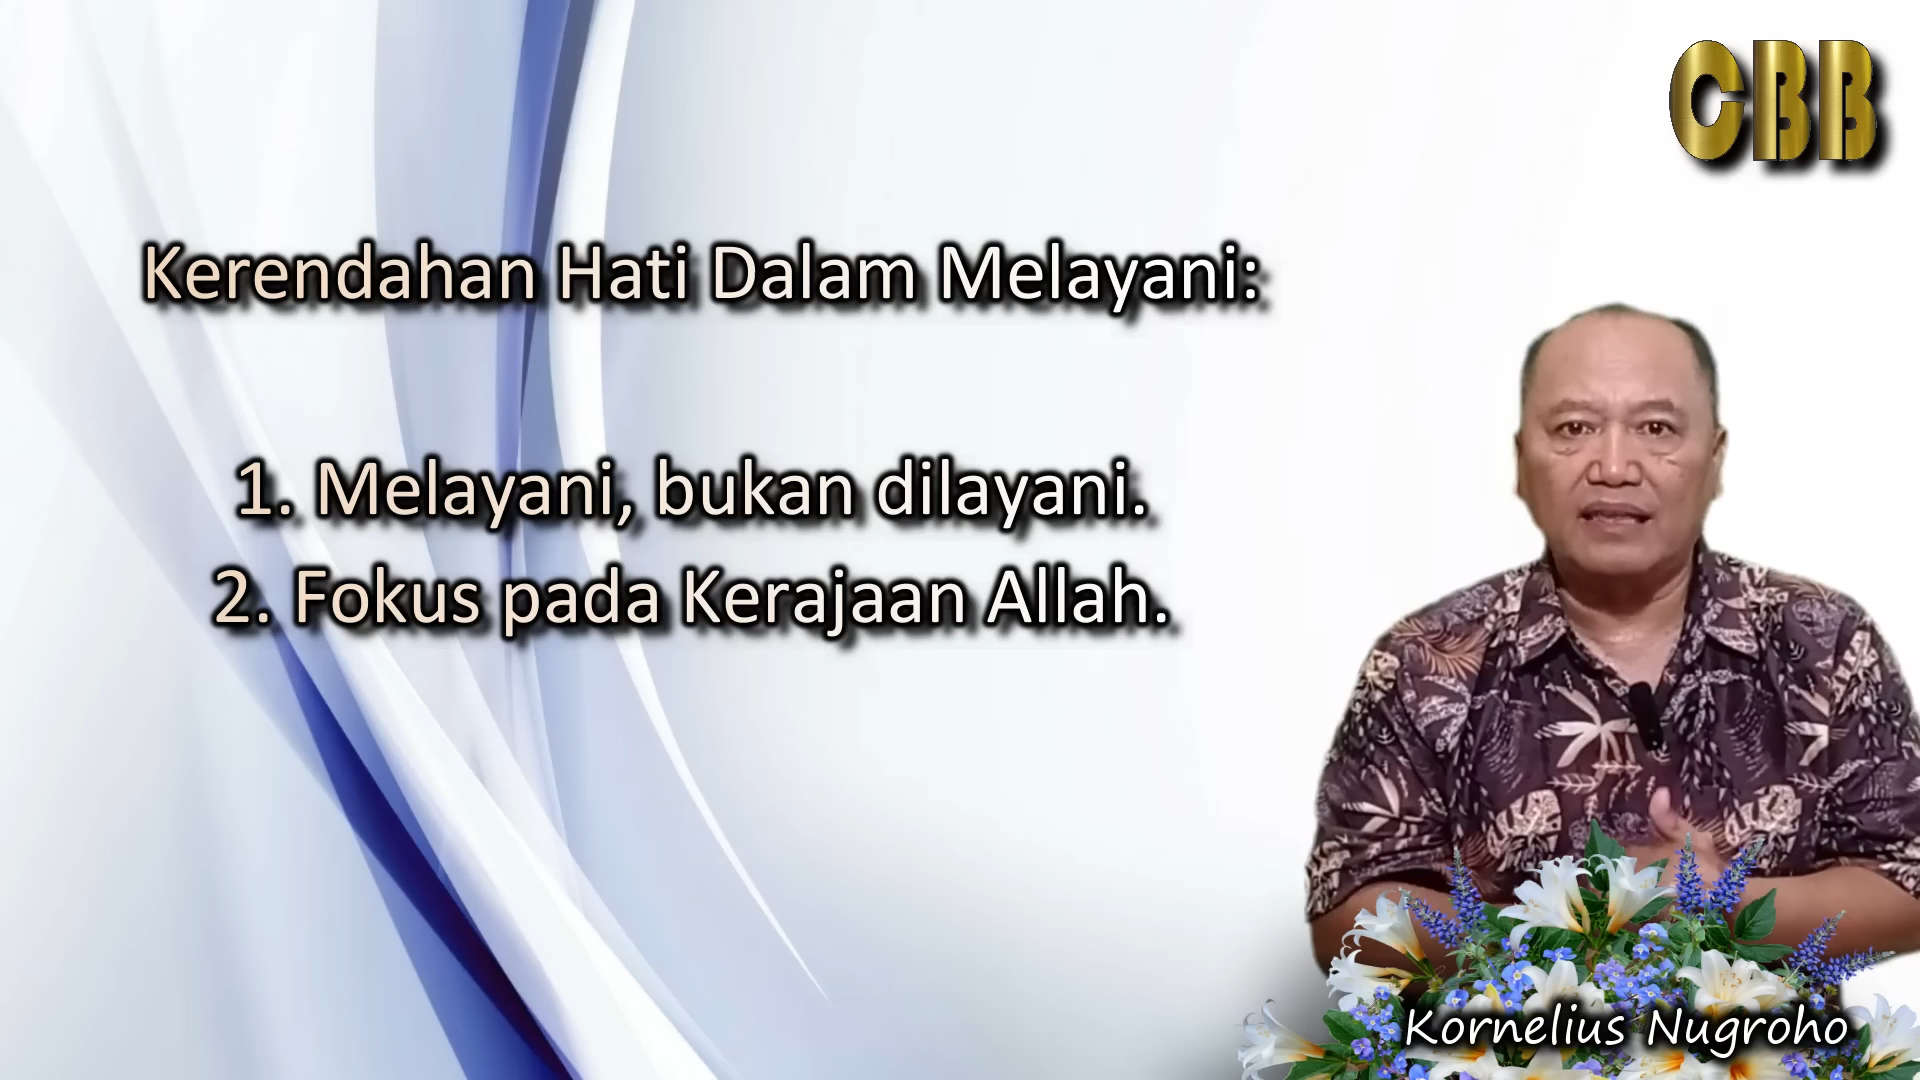 CBB
Kerendahan Hati Dalam Melayani:
1. Melayani, bukan dilayani.
2. Fokus pada Kerajaan Allah.
Kornelius Nugroho